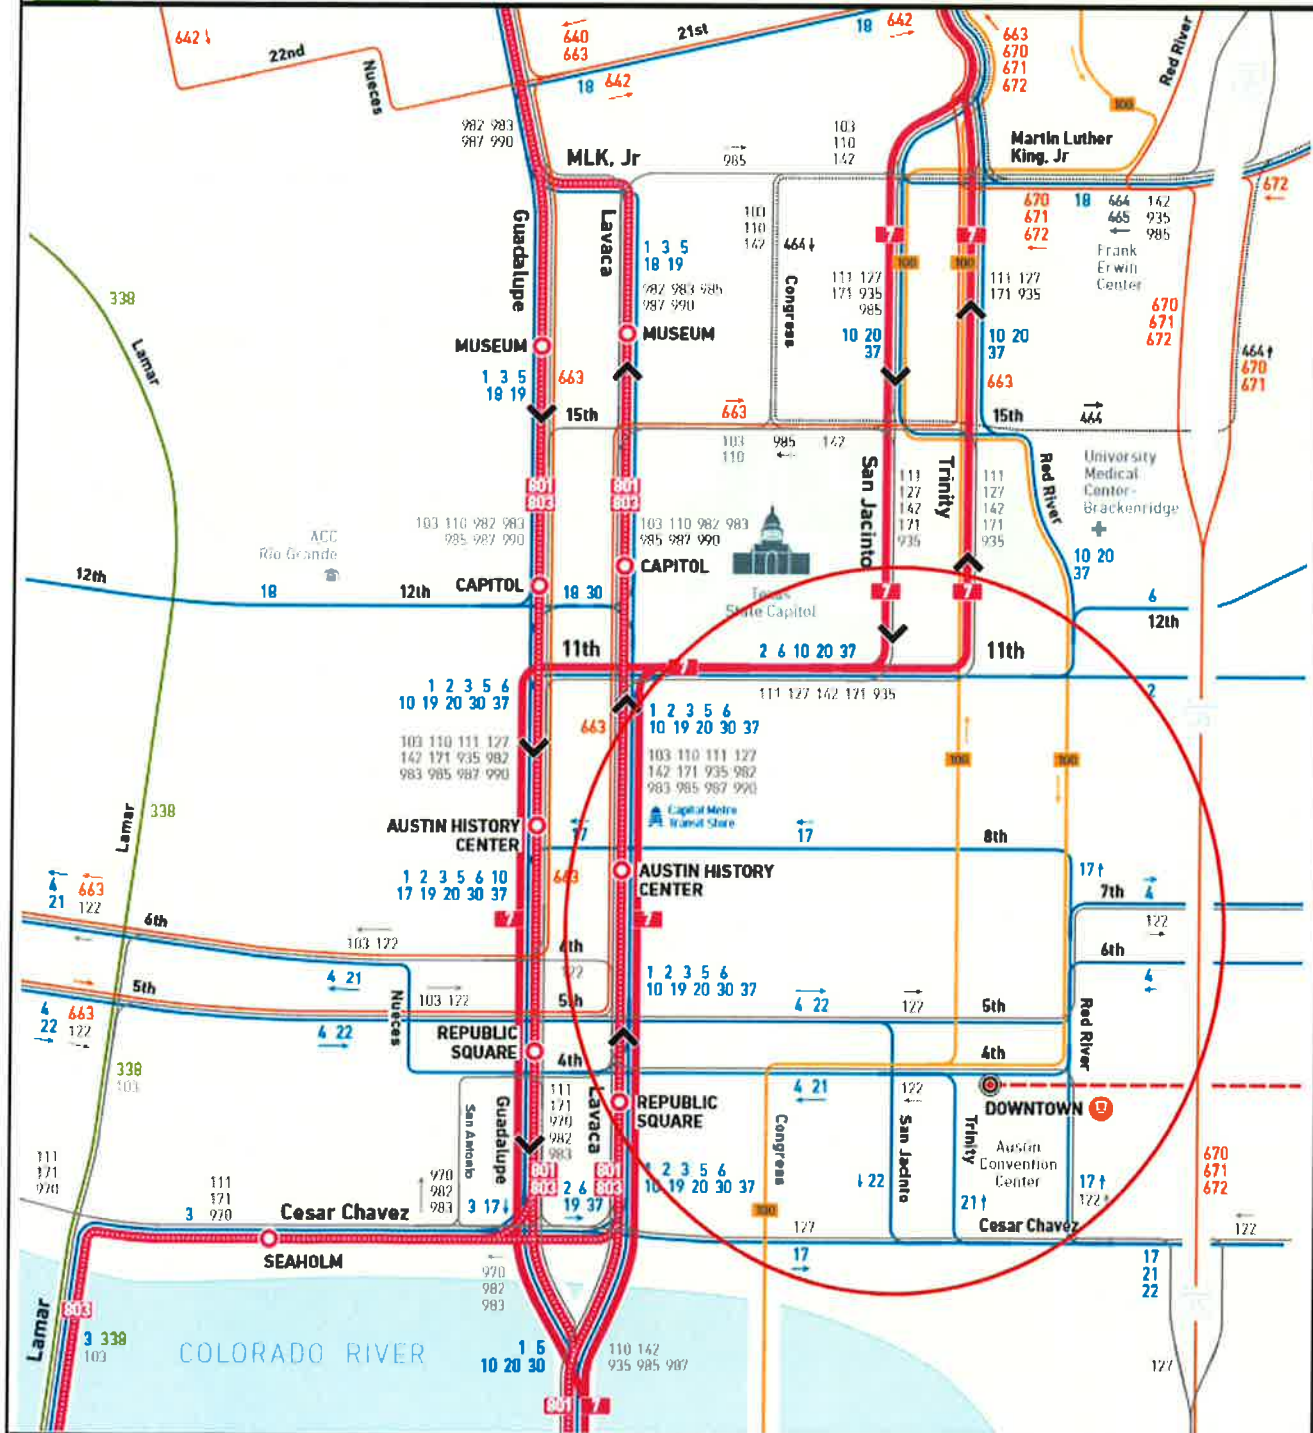 642 ↓
22nd
Nueces
←
640
663
21st
18
642
→
18 642
→
663
670
671
672
Red River
100
982 983
987 990
MLK, Jr
→
985
103
110
142
Martin Luther
King, Jr
672
←
670
671
672
←
18
464
465
←
142
935
985
Frank
Erwin
Center
Guadalupe
Lavaca
103
110
142
464↓
Congress
1 3 5
18 19
982 983 985
987 990
7
7
100
100
111 127
171 935
985
111 127
171 935
10 20
37
10 20
37
663
670
671
672
464↑
670
671
338
Lamar
MUSEUM
MUSEUM
1 3 5
18 19
663
15th
→
663
103
110
985
←
142
15th
→
464
San Jacinto
Trinity
Red River
University
Medical
Center-
Brackenridge
801
803
801
803
111
127
142
171
935
111
127
142
171
935
103 110 982 983
985 987 990
103 110 982 983
985 987 990
ACC
Rio Grande
10 20
37
12th
18
12th
CAPITOL
18 30
CAPITOL
Texas
State Capitol
7
7
6
12th
11th
7
2 6 10 20 37
11th
111 127 142 171 935
2
1 2 3 5 6
10 19 20 30 37
663
1 2 3 5 6
10 19 20 30 37
103 110 111 127
142 171 935 982
983 985 987 990
103 110 111 127
142 171 935 982
983 985 987 990
100
100
Capital Metro
Transit Store
338
Lamar
AUSTIN HISTORY
CENTER
←
17
←
17
8th
AUSTIN HISTORY
CENTER
1 2 3 5 6 10
17 19 20 30 37
663
17↑
7th
→
4
122
→
←
4
21
←
663
122
←
6th
←
103 122
7
7
6th
122
6th
4
←
4 21
←
1 2 3 5 6
10 19 20 30 37
→
4
22
→
→
663
122
→
5th
→
103 122
5th
→
4 22
→
127
5th
Nueces
4 22
→
REPUBLIC
SQUARE
4th
4th
Red River
338
103
111
171
970
982
983
San Antonio
Guadalupe
Lavaca
REPUBLIC
SQUARE
Congress
4 21
←
122
←
San Jacinto
Trinity
DOWNTOWN
Austin
Convention
Center
111
171
970
111
171
970
3
970
982
983
801
803
801
803
1 2 3 5 6
10 19 20 30 37
↓ 22
21↑
17↑
122↑
670
671
672
Cesar Chavez
3 17↓
2 6
19 37
→
100
127
17
→
Cesar Chavez
←
122
SEAHOLM
←
970
982
983
17
21
22
Lamar
803
3 338
103
COLORADO RIVER
1 5
10 20 30
110 142
935 985 987
127
801
7